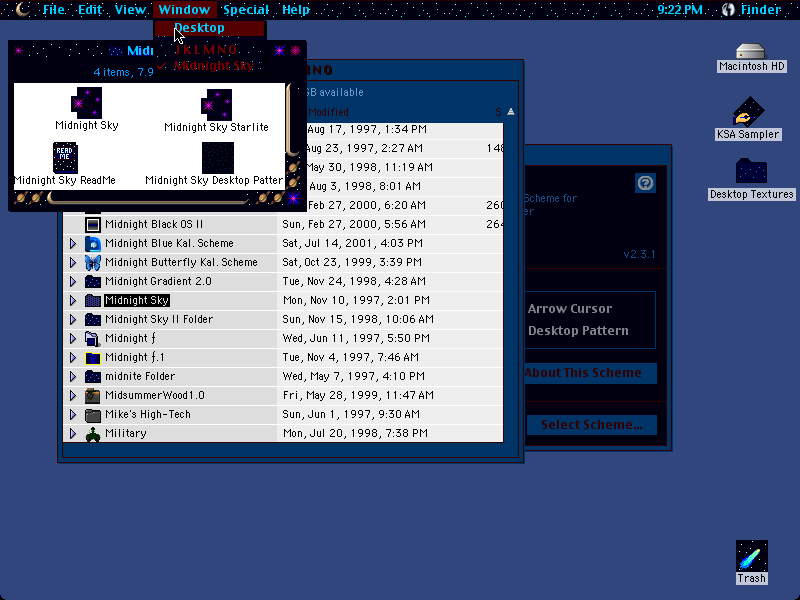 File Edit View Window Special Help 9:22 PM Finder
Desktop
JKLMNO
Midnight Sky
4 items, 7.9
Midnight Sky
Midnight Sky Starlite
READ ME
Midnight Sky ReadMe
Midnight Sky Desktop Patter
GB available
Modified
S
Aug 17, 1997, 1:34 PM
Aug 23, 1997, 2:27 AM 148
May 30, 1998, 11:19 AM
Aug 3, 1998, 8:01 AM
Feb 27, 2000, 6:20 AM 260
Midnight Black OS II Sun, Feb 27, 2000, 5:56 AM 264
Midnight Blue Kal. Scheme Sat, Jul 14, 2001, 4:03 PM
Midnight Butterfly Kal. Scheme Sat, Oct 23, 1999, 3:39 PM
Midnight Gradient 2.0 Tue, Nov 24, 1998, 4:28 AM
Midnight Sky Mon, Nov 10, 1997, 2:01 PM
Midnight Sky II Folder Sun, Nov 15, 1998, 10:06 AM
Midnight ƒ Wed, Jun 11, 1997, 5:50 PM
Midnight ƒ.1 Tue, Nov 4, 1997, 7:46 AM
midnite Folder Wed, May 7, 1997, 4:10 PM
MidsummerWood1.0 Fri, May 28, 1999, 11:47 AM
Mike's High-Tech Sun, Jun 1, 1997, 9:30 AM
Military Mon, Jul 20, 1998, 7:38 PM
Scheme for
er
v2.3.1
Arrow Cursor
Desktop Pattern
About This Scheme
Select Scheme...
Macintosh HD
KSA Sampler
Desktop Textures
Trash